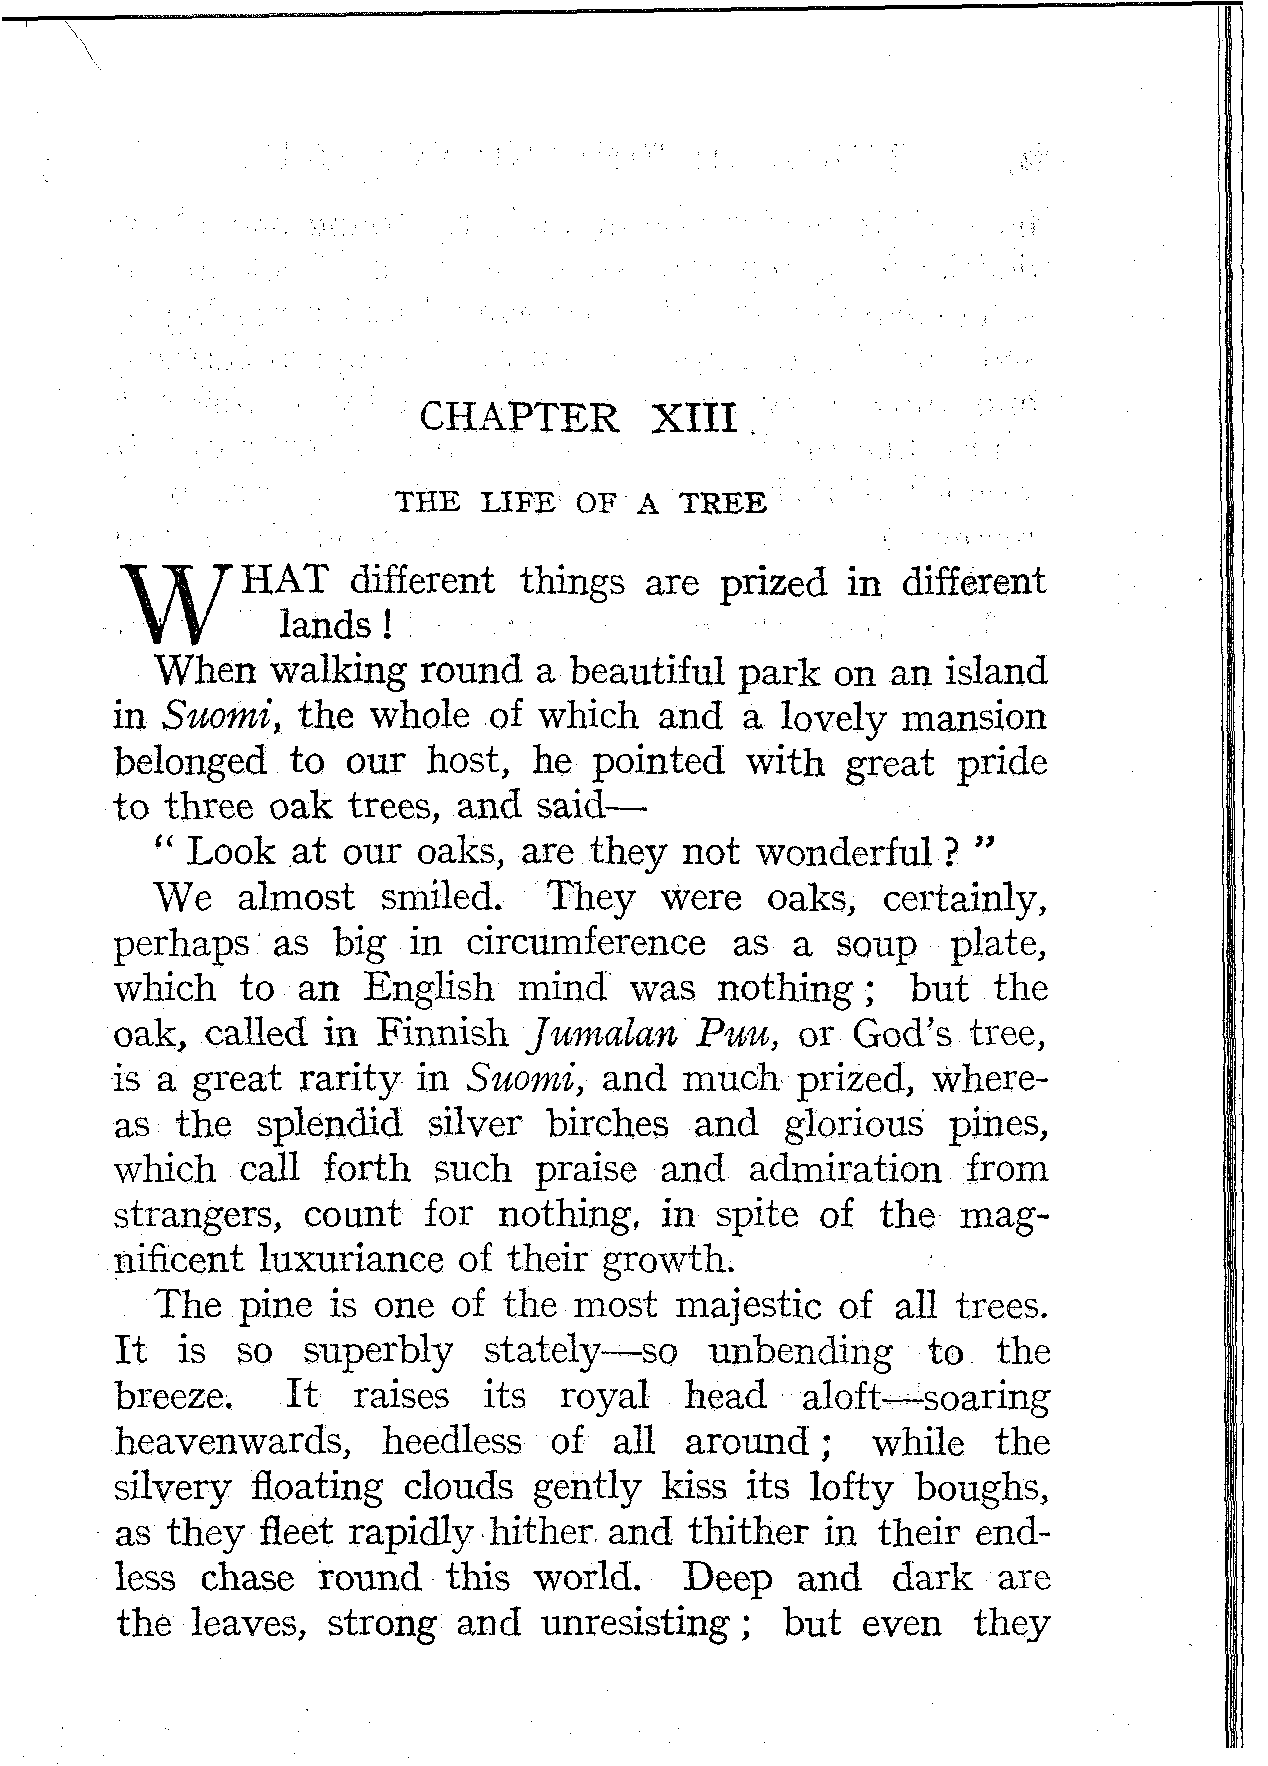 CHAPTER XIII
THE LIFE OF A TREE
WHAT different things are prized in different
lands !
When walking round a beautiful park on an island
in Suomi, the whole of which and a lovely mansion
belonged to our host, he pointed with great pride
to three oak trees, and said—
“ Look at our oaks, are they not wonderful ? ”
We almost smiled. They were oaks, certainly,
perhaps as big in circumference as a soup plate,
which to an English mind was nothing ; but the
oak, called in Finnish Jumalan Puu, or God's tree,
is a great rarity in Suomi, and much prized, where-
as the splendid silver birches and glorious pines,
which call forth such praise and admiration from
strangers, count for nothing, in spite of the mag-
nificent luxuriance of their growth.
The pine is one of the most majestic of all trees.
It is so superbly stately—so unbending to the
breeze. It raises its royal head aloft—soaring
heavenwards, heedless of all around ; while the
silvery floating clouds gently kiss its lofty boughs,
as they fleet rapidly hither and thither in their end-
less chase round this world. Deep and dark are
the leaves, strong and unresisting ; but even they